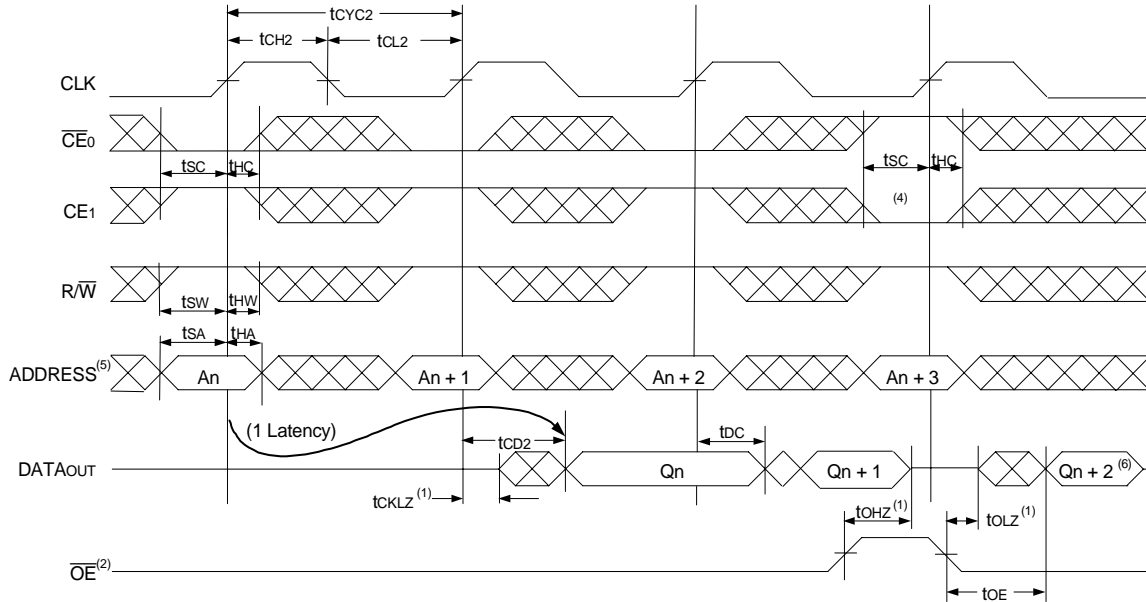 tCYC2
tCH2 tCL2
CLK
CE0
tSC tHC tSC tHC
CE1 (4)
R/W
tSW tHW
tSA tHA
ADDRESS(5) An An + 1 An + 2 An + 3
(1 Latency) tCD2 tDC
DATAOUT Qn Qn + 1 Qn + 2(6)
tCKLZ(1) tOHZ(1) tOLZ(1)
OE(2)
tOE